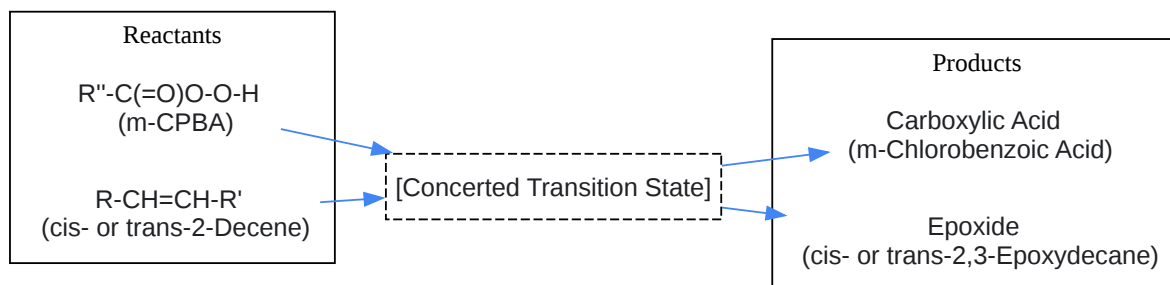 Reactants
R"-C(=O)O-O-H
(m-CPBA)
R-CH=CH-R'
(cis- or trans-2-Decene)
[Concerted Transition State]
Products
Carboxylic Acid
(m-Chlorobenzoic Acid)
Epoxide
(cis- or trans-2,3-Epoxydecane)